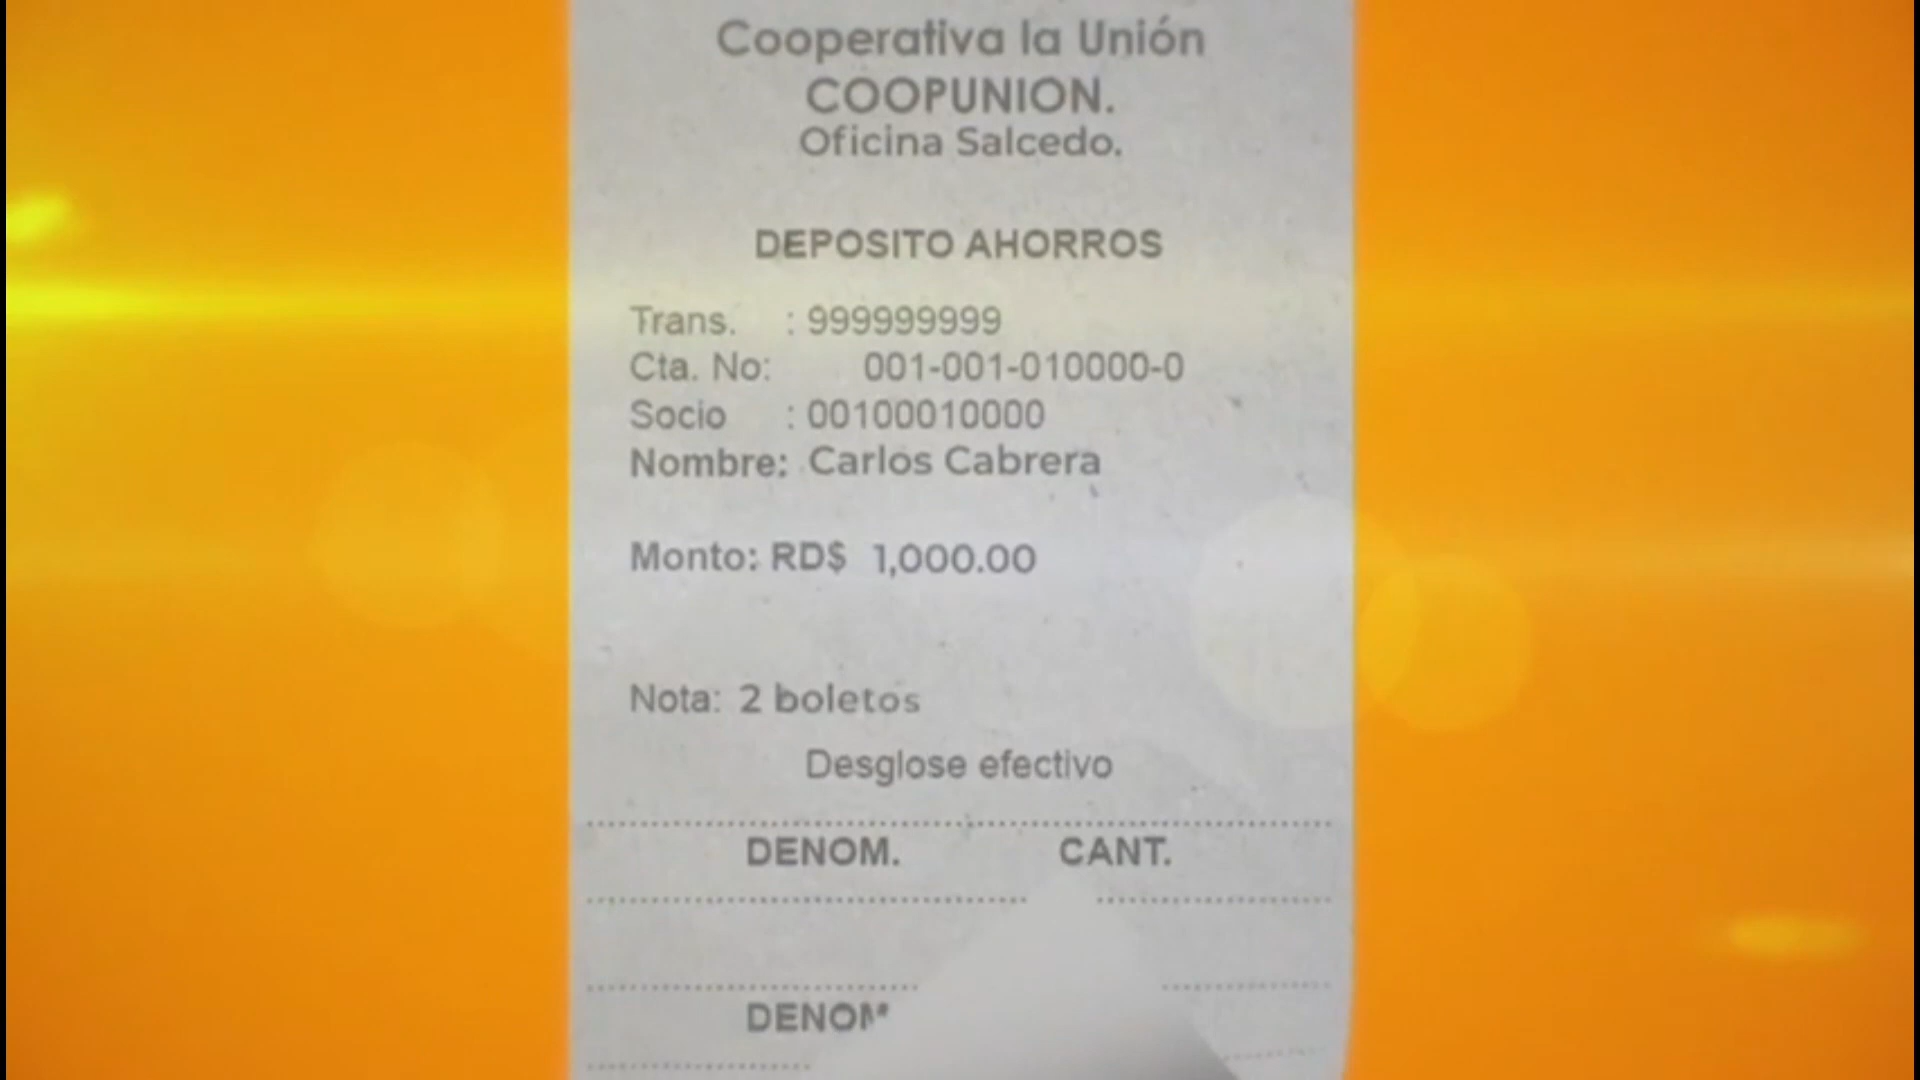 Cooperativa la Unión
COOPUNION.
Oficina Salcedo.
DEPOSITO AHORROS
Trans. : 999999999
Cta. No: 001-001-010000-0
Socio : 00100010000
Nombre: Carlos Cabrera
Monto: RD$ 1,000.00
Nota: 2 boletos
Desglose efectivo
DENOM. CANT.
DENOM